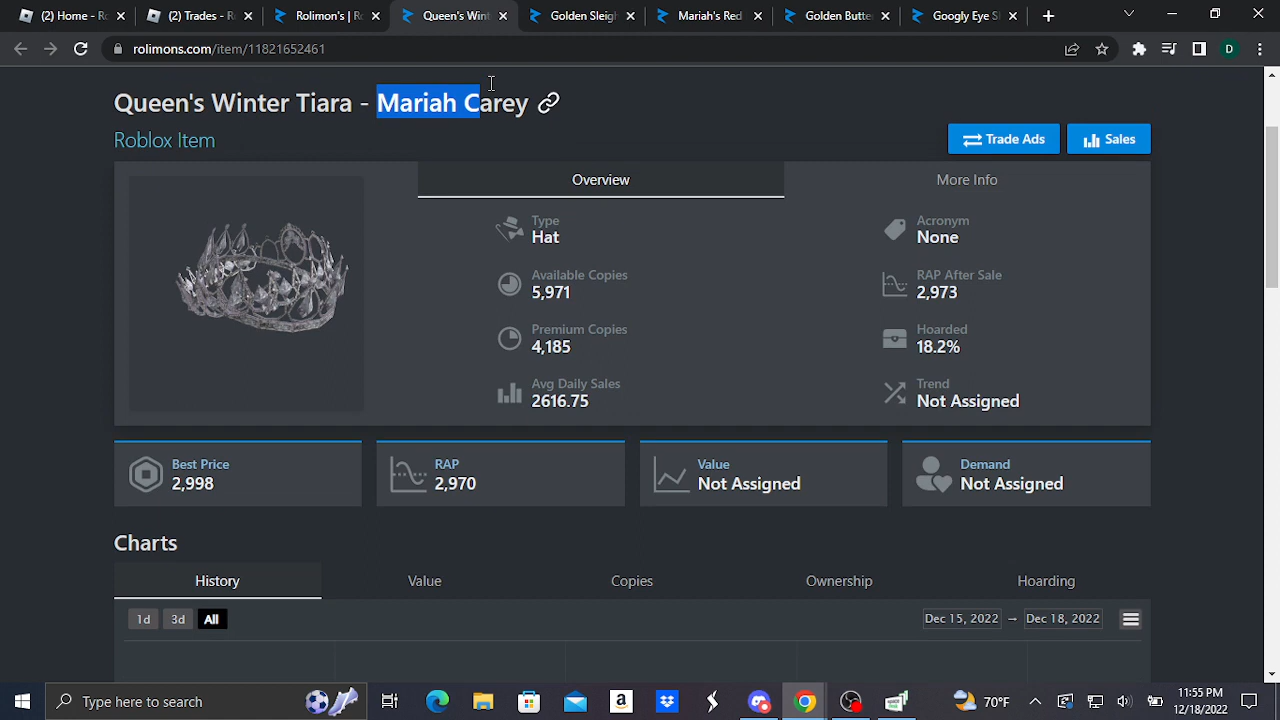 (2) Home - R
(2) Trades - Ro
Rolimon's | R
Queen's Wint
Golden Sleigh
Mariah's Red
Golden Butte
Googly Eye S
rolimons.com/item/11821652461
D
Queen's Winter Tiara - Mariah Carey
Roblox Item
Trade Ads
Sales
Overview
More Info
Type
Hat
Acronym
None
Available Copies
5,971
RAP After Sale
2,973
Premium Copies
4,185
Hoarded
18.2%
Avg Daily Sales
2616.75
Trend
Not Assigned
Best Price
2,998
RAP
2,970
Value
Not Assigned
Demand
Not Assigned
Charts
History
Value
Copies
Ownership
Hoarding
1d
3d
All
Dec 15, 2022 → Dec 18, 2022
Type here to search
70°F
1:55 PM
12/18/2022